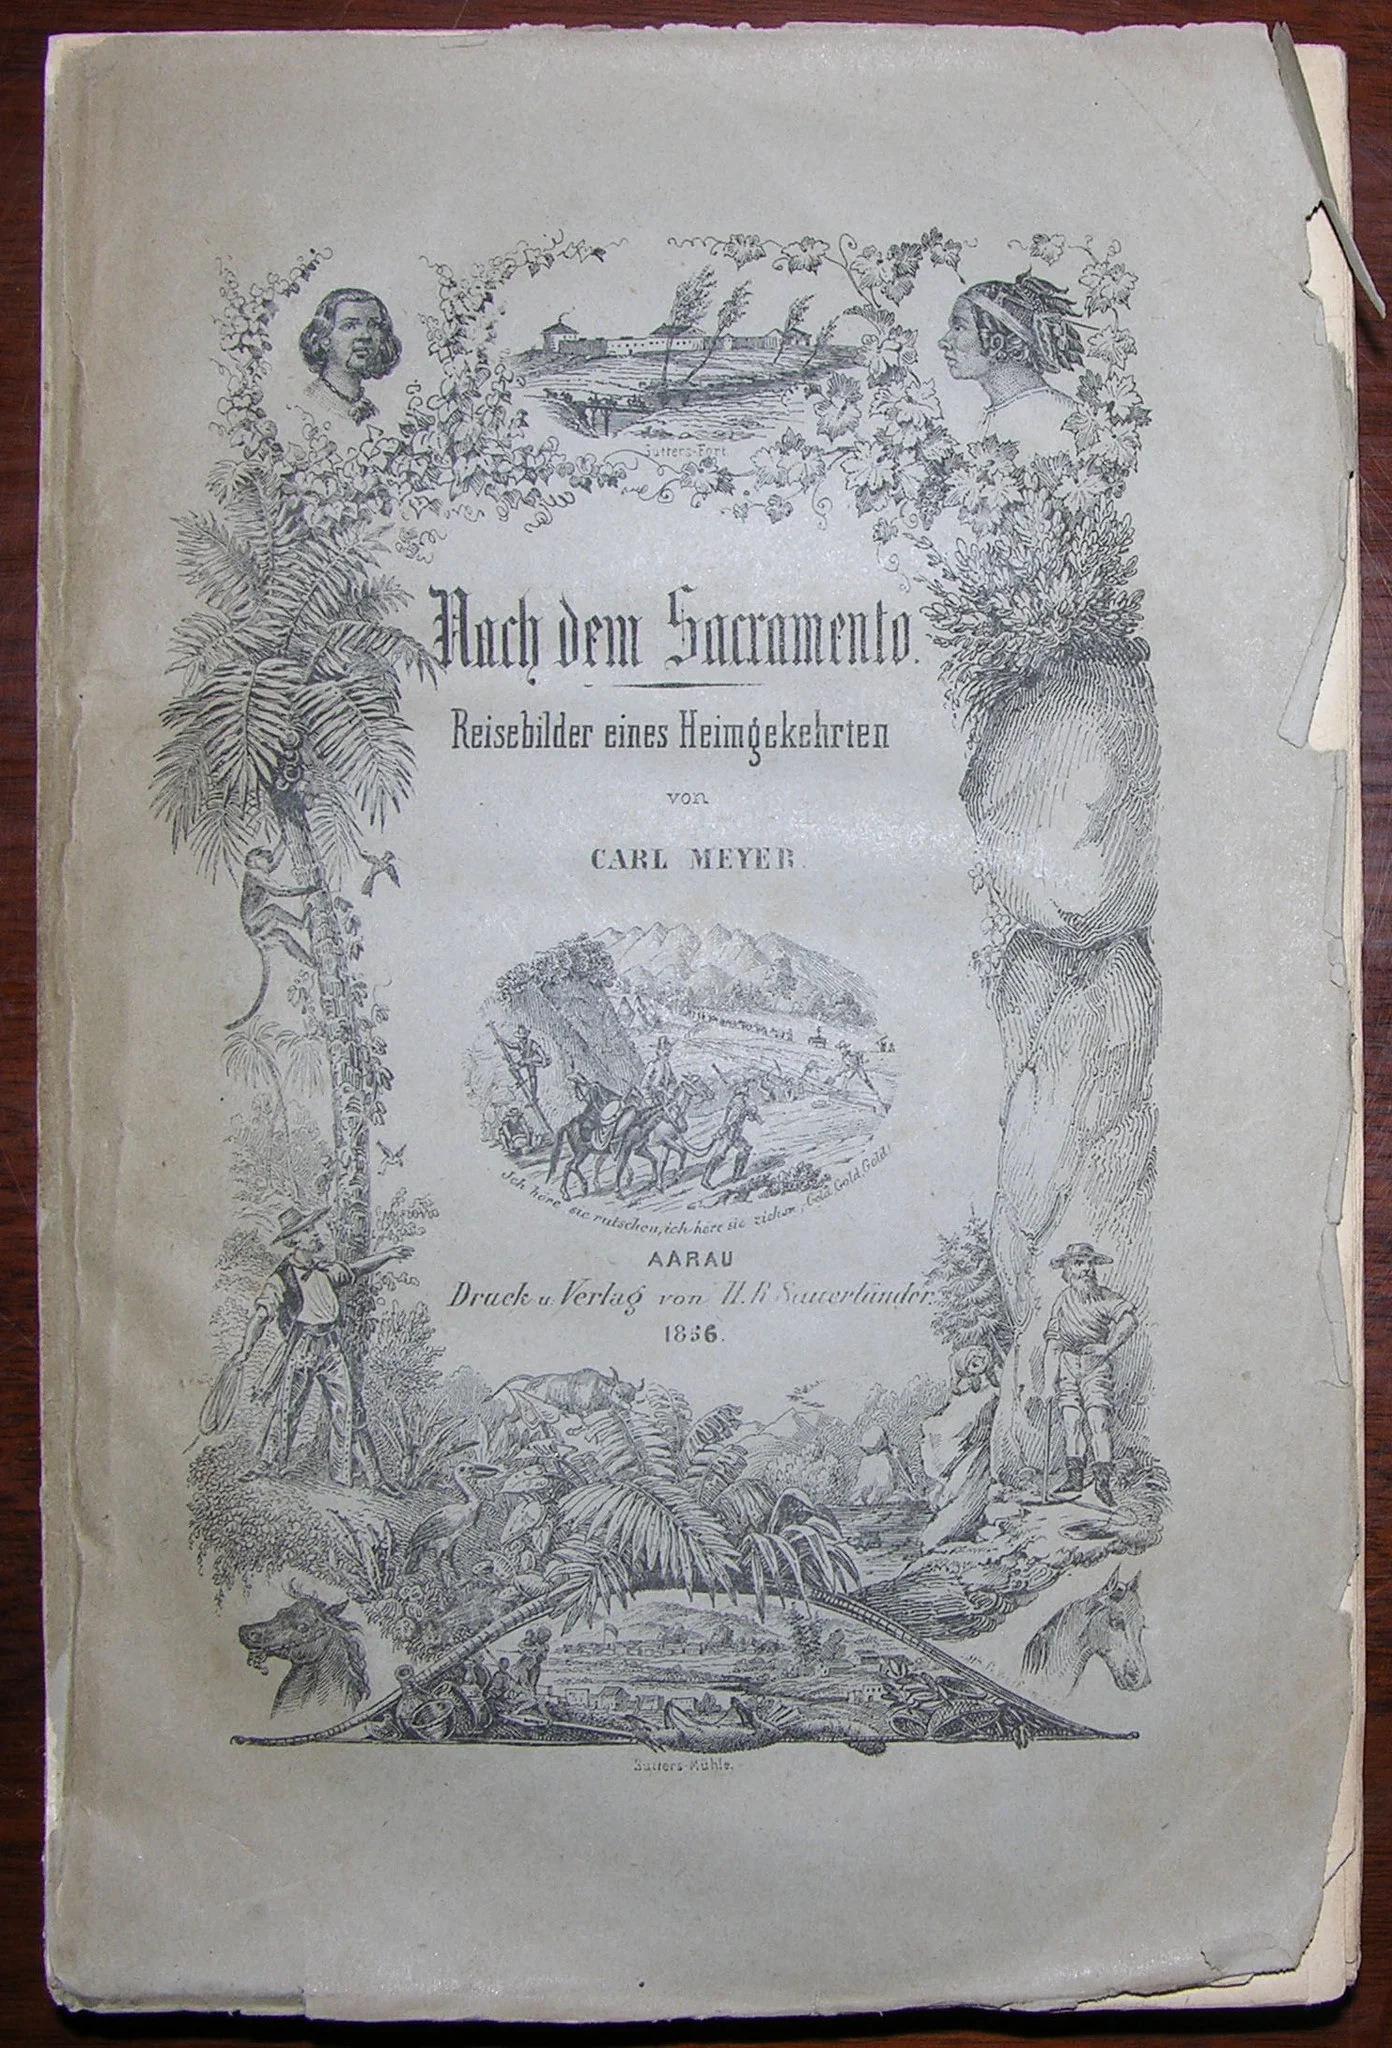 Sutters-Fort.
Nach dem Sacramento.
Reisebilder eines Heimgekehrten
von
CARL MEYER.
Ich höre sie rutschen, ich höre sie ziehen, Gold, Gold, Gold!
AARAU
Druck u. Verlag von H. R. Sauerländer.
1856.
Sutters-Mühle.